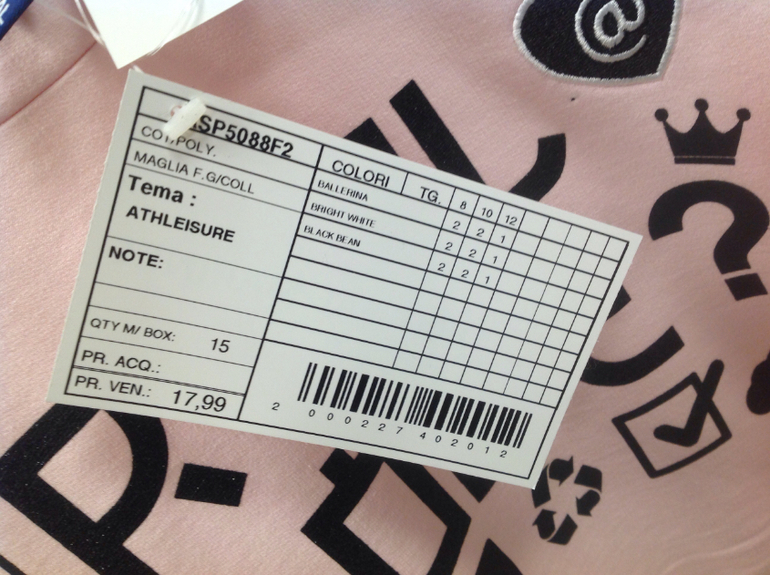 SP5088F2
COT/POLY.
MAGLIA F.G/COLL
Tema :
ATHLEISURE
NOTE:
QTY M/ BOX: 15
PR. ACQ.:
PR. VEN.: 17,99
COLORI TG. 8 10 12
BALLERINA 2 2 1
BRIGHT WHITE 2 2 1
BLACK BEAN 2 2 1
2 000227 402012
@
?